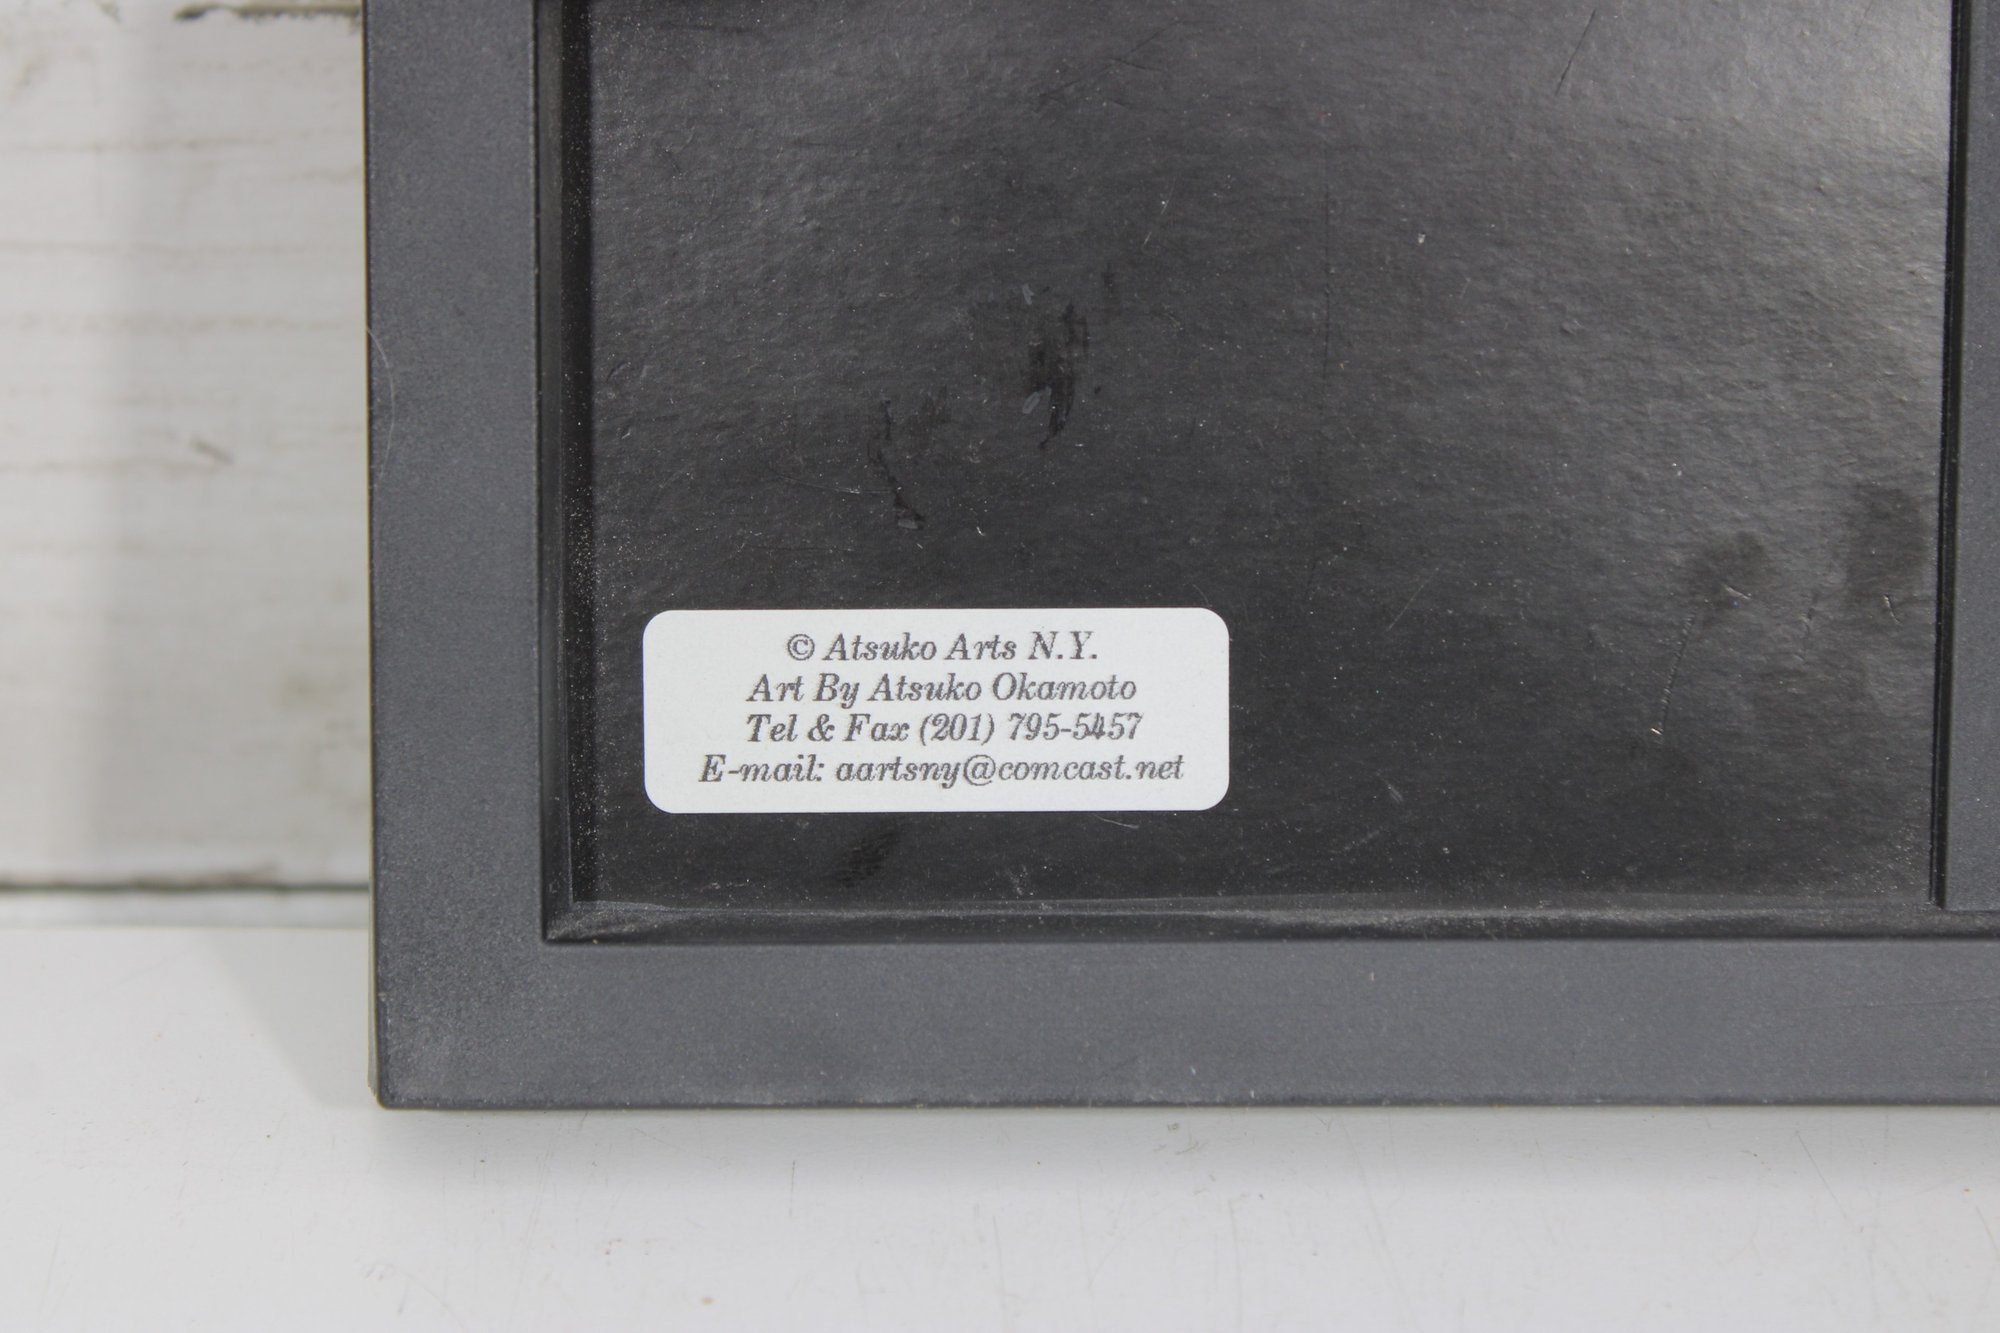 © Atsuko Arts N.Y.
Art By Atsuko Okamoto
Tel & Fax (201) 795-5457
E-mail: aartsny@comcast.net